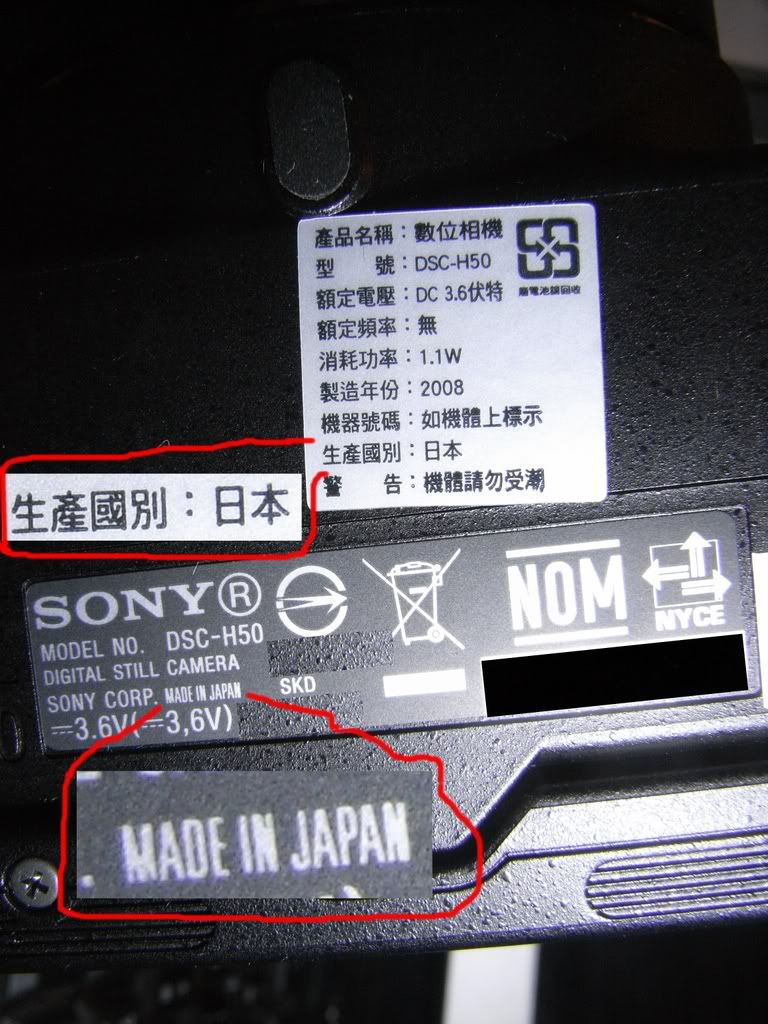 產品名稱：數位相機
型　　號：DSC-H50
額定電壓：DC 3.6伏特
額定頻率：無
消耗功率：1.1W
製造年份：2008
機器號碼：如機體上標示
生產國別：日本
警　　告：機體請勿受潮
廢電池請回收
生產國別：日本
SONY®
MODEL NO. DSC-H50
DIGITAL STILL CAMERA
SONY CORP. MADE IN JAPAN
⎓3.6V(⎓3,6V)
SKD
NOM
NYCE
MADE IN JAPAN